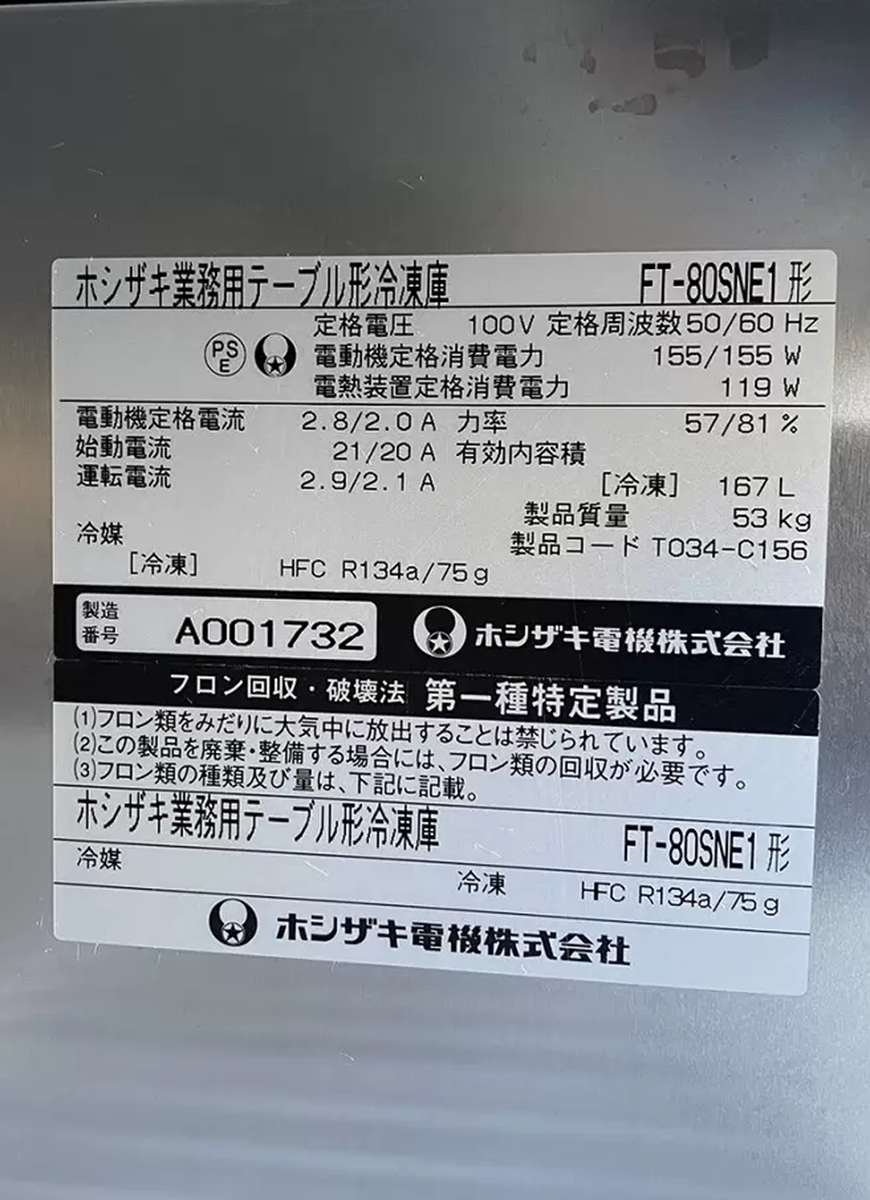 ホシザキ業務用テーブル形冷凍庫 FT-80SNE1 形
定格電圧 100V 定格周波数 50/60 Hz
PS
E
電動機定格消費電力 155/155 W
電熱装置定格消費電力 119 W
電動機定格電流 2.8/2.0 A 力率 57/81 %
始動電流 21/20 A 有効内容積
運転電流 2.9/2.1 A [冷凍] 167 L
製品質量 53 kg
冷媒 製品コード T034-C156
[冷凍] HFC R134a/75g
製造
番号 A001732 ホシザキ電機株式会社
フロン回収・破壊法 第一種特定製品
(1)フロン類をみだりに大気中に放出することは禁じられています。
(2)この製品を廃棄・整備する場合には、フロン類の回収が必要です。
(3)フロン類の種類及び量は、下記に記載。
ホシザキ業務用テーブル形冷凍庫 FT-80SNE1 形
冷媒 冷凍 HFC R134a/75g
ホシザキ電機株式会社